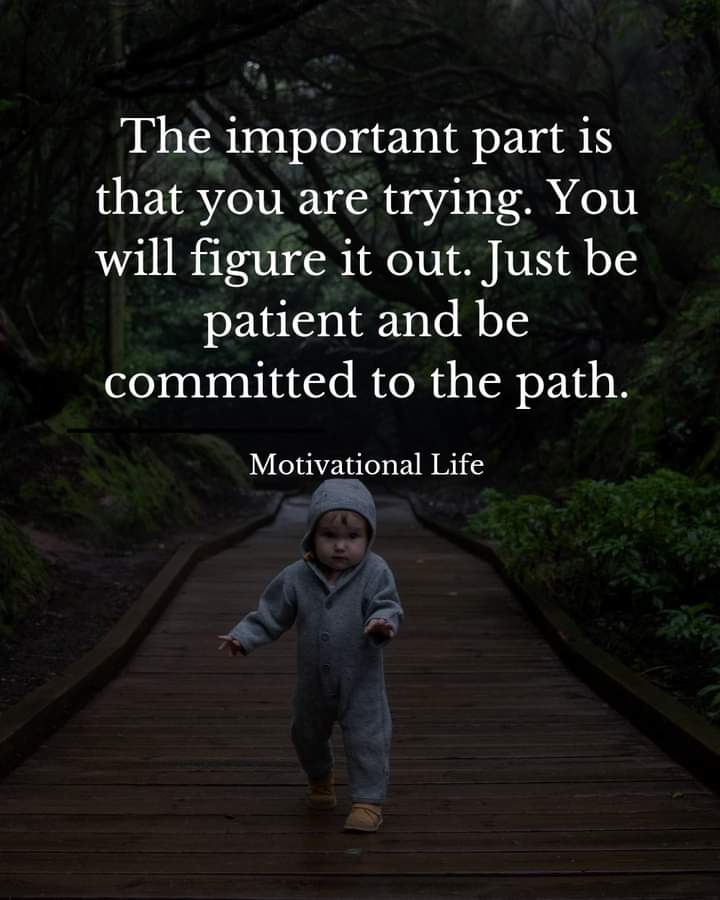 The important part is
that you are trying. You
will figure it out. Just be
patient and be
committed to the path.
Motivational Life